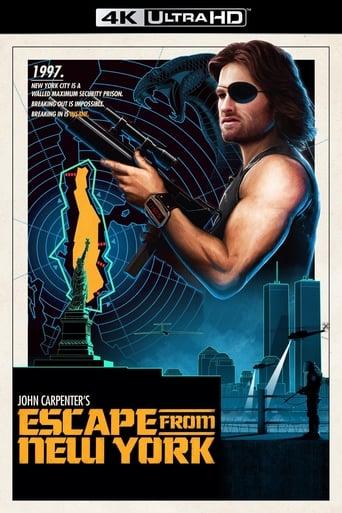 4K ULTRA HD
1997.
NEW YORK CITY IS A
WALLED MAXIMUM SECURITY PRISON.
BREAKING OUT IS IMPOSSIBLE.
BREAKING IN IS INSANE.
JOHN CARPENTER'S
ESCAPE FROM
NEW YORK